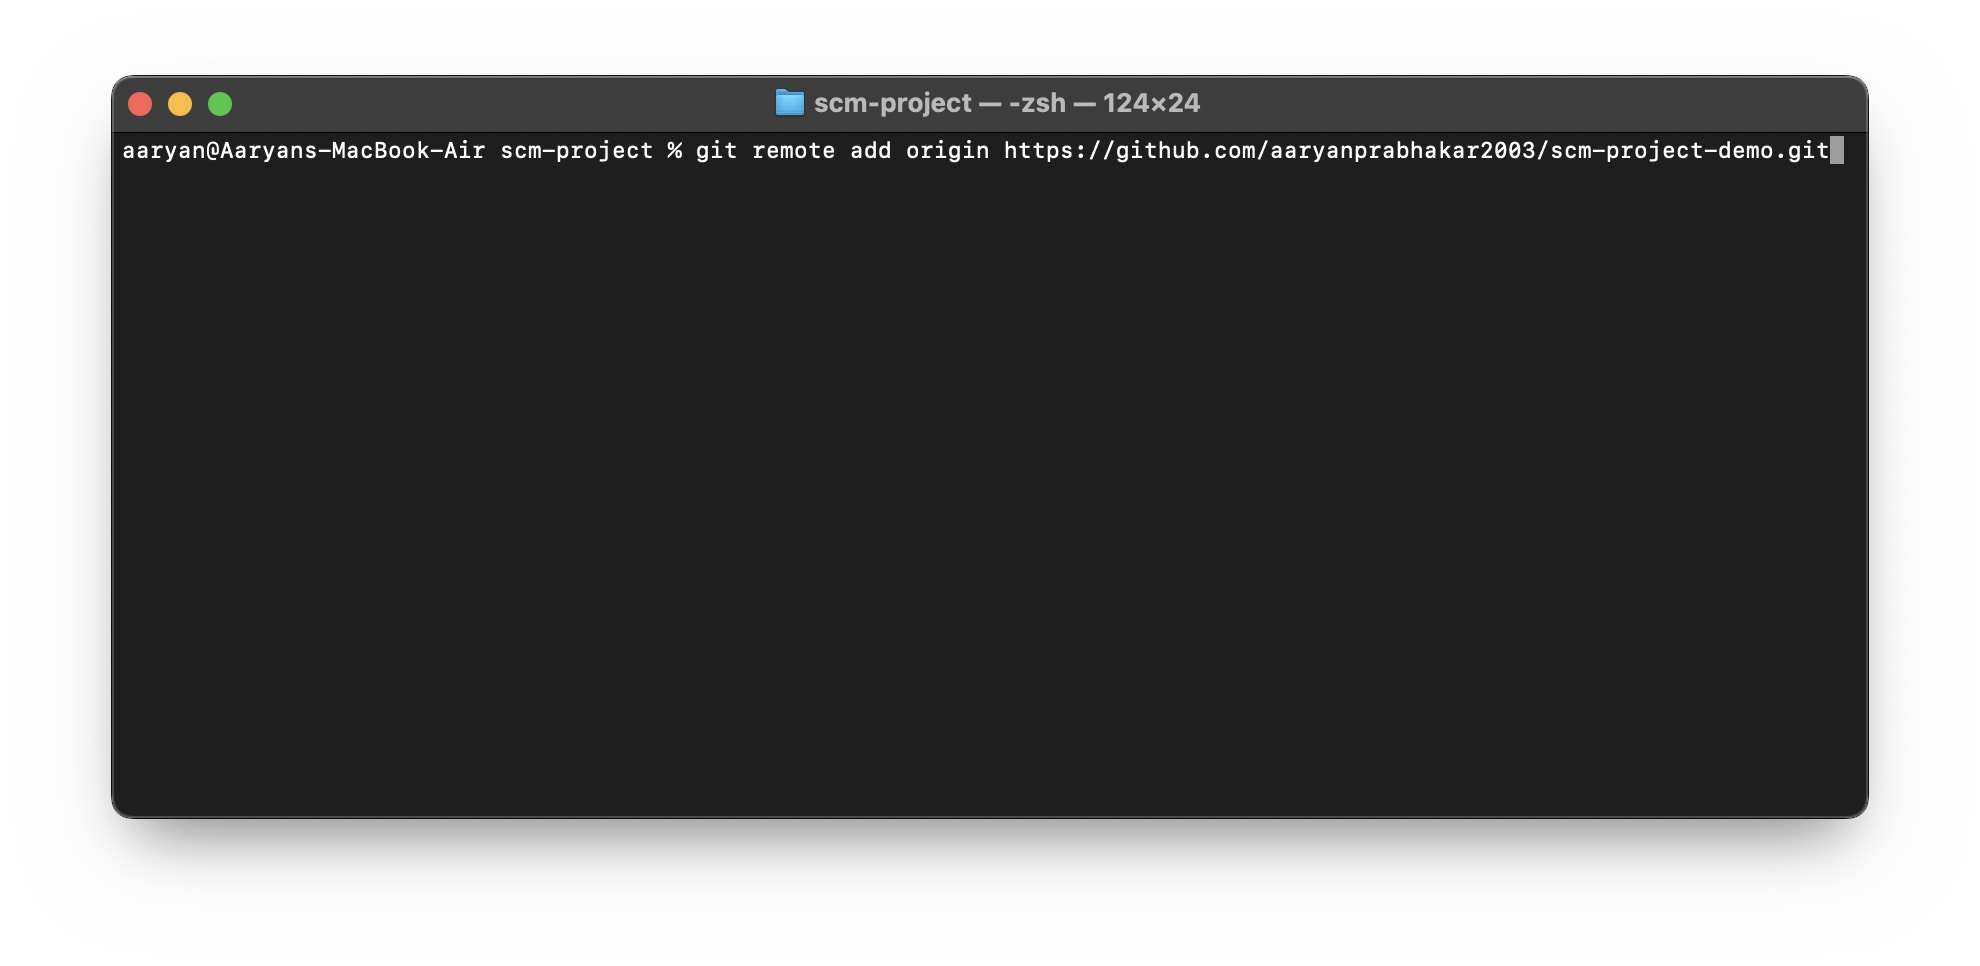 scm-project — -zsh — 124×24
aaryan@Aaryans-MacBook-Air scm-project % git remote add origin https://github.com/aaryanprabhakar2003/scm-project-demo.git